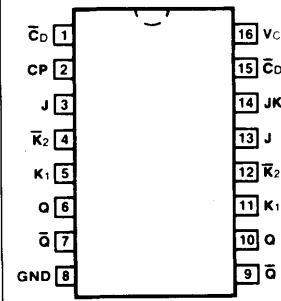 C̅D 1 16 VC
CP 2 15 C̅D
J 3 14 JK
K̅2 4 13 J
K1 5 12 K̅2
Q 6 11 K1
Q̅ 7 10 Q
GND 8 9 Q̅